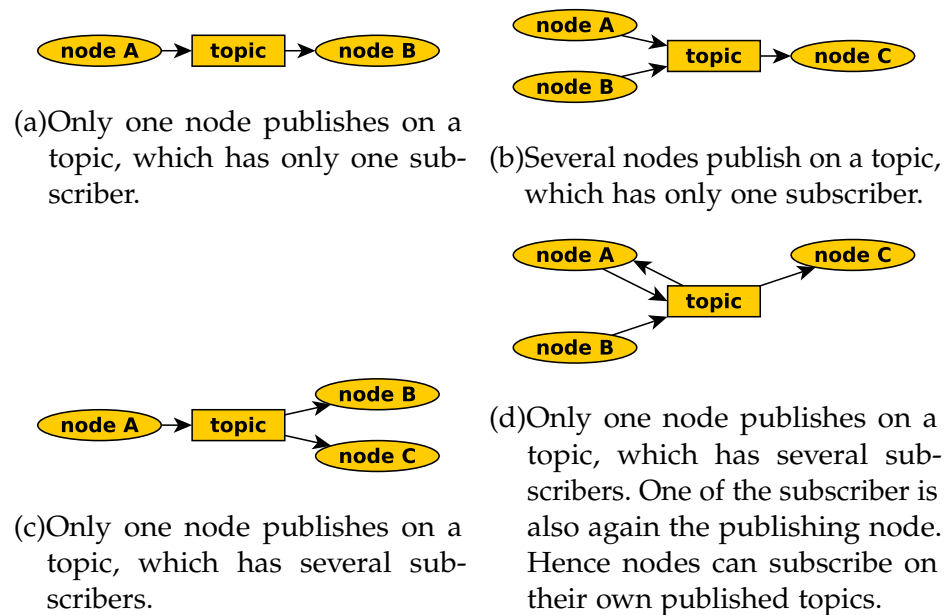 node A topic node B
(a)Only one node publishes on a
topic, which has only one sub-
scriber.
node A
node B
topic
node C
(b)Several nodes publish on a topic,
which has only one subscriber.
node A
topic
node B
node C
(c)Only one node publishes on a
topic, which has several sub-
scribers.
node A
node C
topic
node B
(d)Only one node publishes on a
topic, which has several sub-
scribers. One of the subscriber is
also again the publishing node.
Hence nodes can subscribe on
their own published topics.